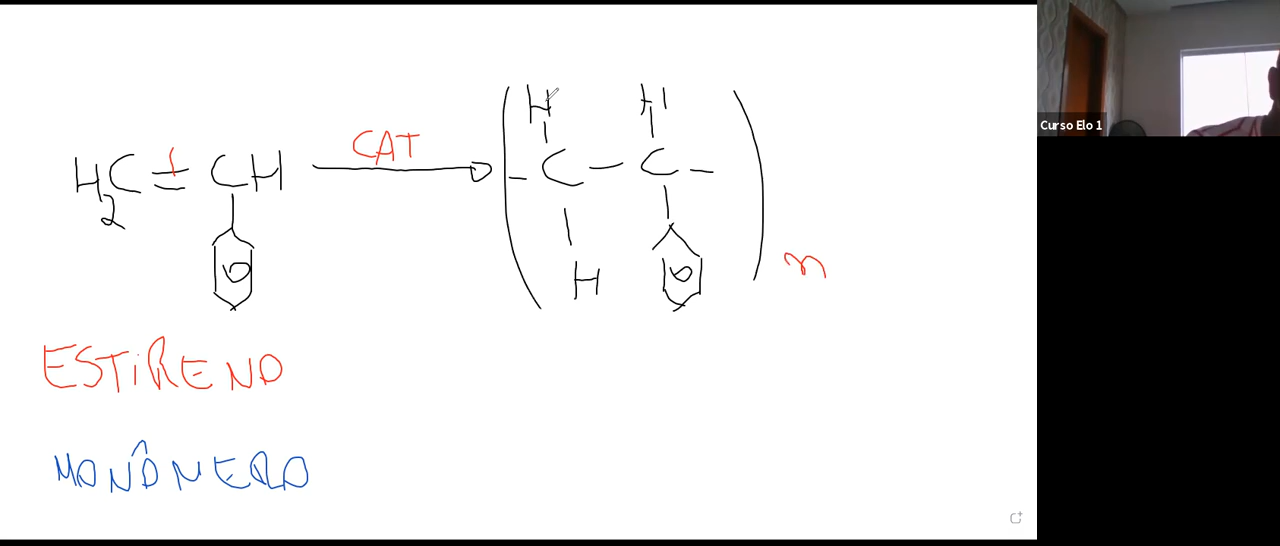 H H
H₂C = CH CAT - C - C -
H n
ESTIRENO
MONÔMERO
Curso Elo 1